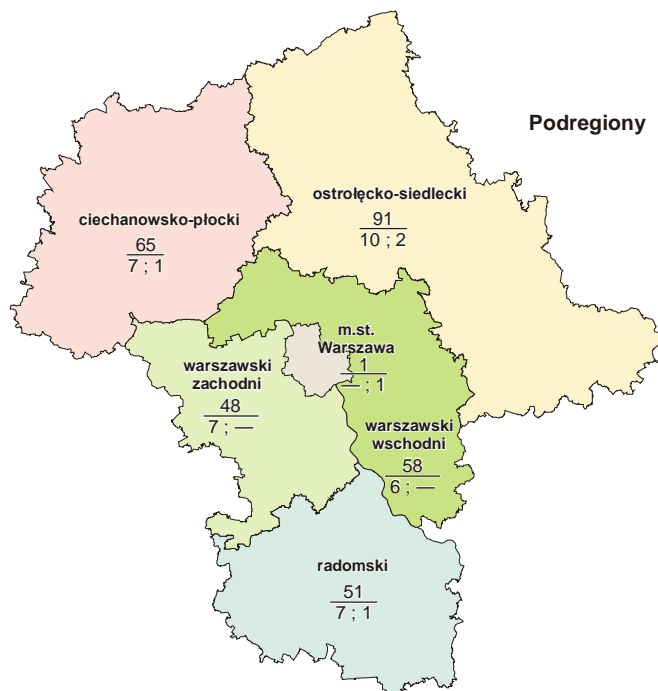 Podregiony
ostrołęcko-siedlecki
91
10 ; 2
ciechanowsko-płocki
65
7 ; 1
m.st.
Warszawa
1
— ; 1
warszawski
zachodni
48
7 ; —
warszawski
wschodni
58
6 ; —
radomski
51
7 ; 1